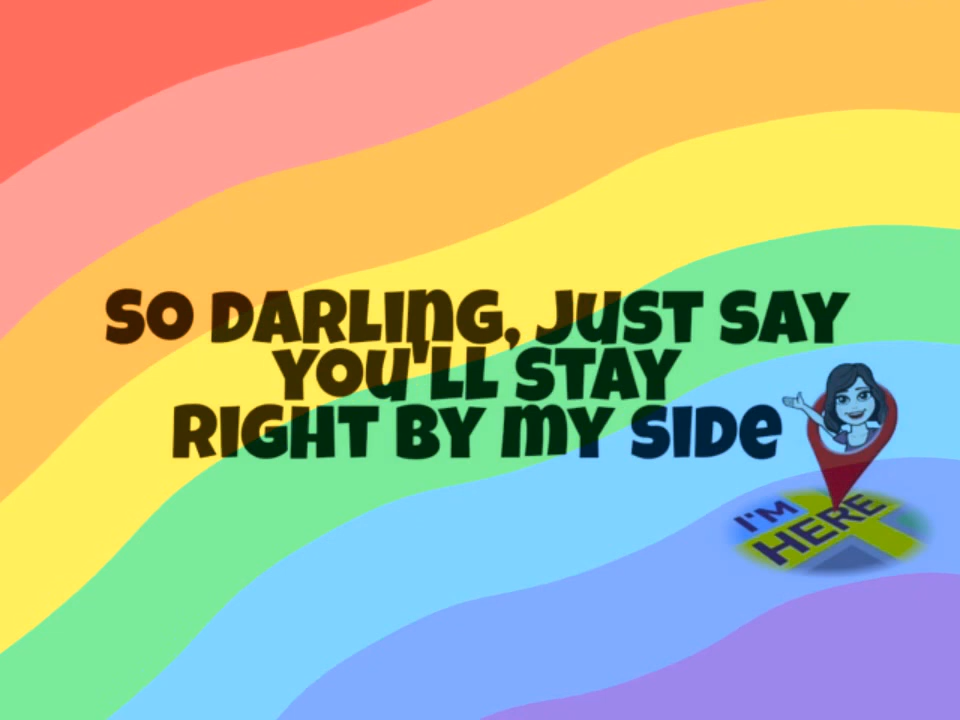 SO DARLING, JUST SAY
YOU'LL STAY
RIGHT BY MY SIDE
I'M
HERE